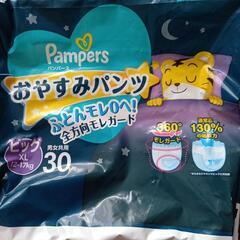 Pampers
パンパース
おやすみパンツ
ふとんモレ0へ!
全方向モレガード
ビッグ
XL
12-17kg
男女共用
30
360°
モレガード
130%